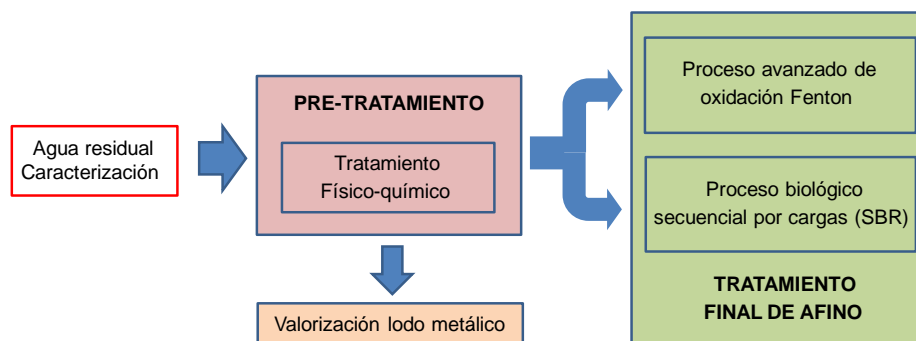 Agua residual
Caracterización
PRE-TRATAMIENTO
Tratamiento
Físico-químico
Valorización lodo metálico
Proceso avanzado de
oxidación Fenton
Proceso biológico
secuencial por cargas (SBR)
TRATAMIENTO
FINAL DE AFINO